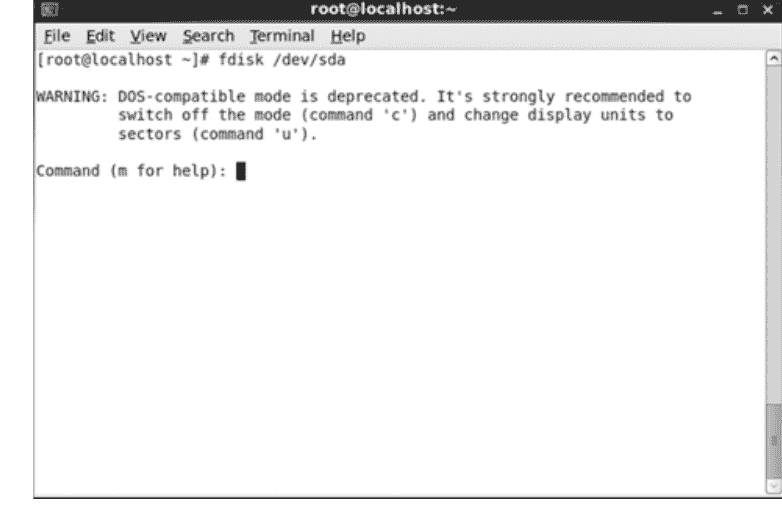 root@localhost:~
File Edit View Search Terminal Help
[root@localhost ~]# fdisk /dev/sda
WARNING: DOS-compatible mode is deprecated. It's strongly recommended to
switch off the mode (command 'c') and change display units to
sectors (command 'u').
Command (m for help):